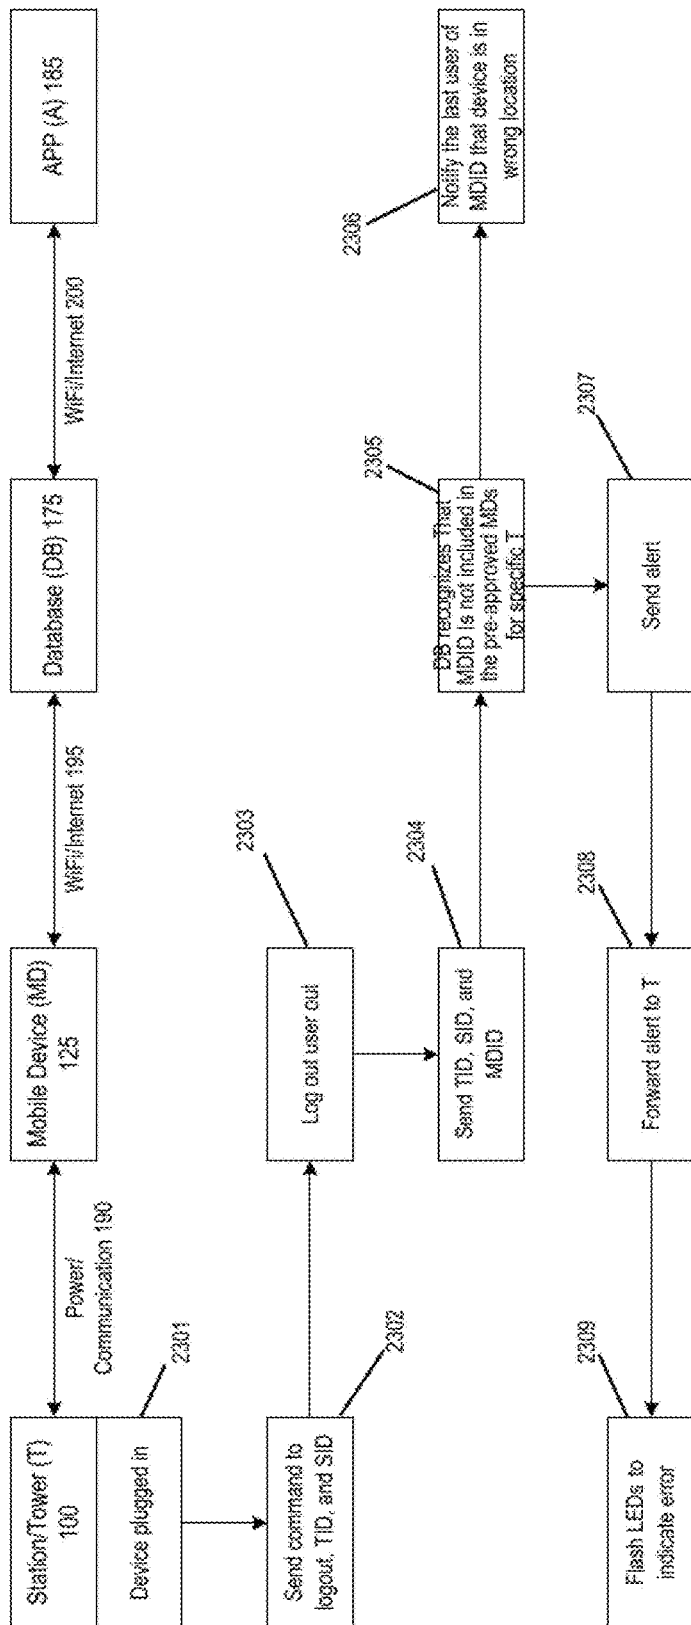 Station/Tower (T)
100
Power/
Communication 190
Mobile Device (MD)
125
WiFi/Internet 195
Database (DB) 175
WiFi/Internet 200
APP (A) 185
Device plugged in
2301
Send command to
logout, TID, and SID
2302
Log out user out
2303
Send TID, SID, and
MDID
2304
DB recognizes That
MDID is not included in
the pre-approved MDs
for specific T
2305
Notify the last user of
MDID that device is in
wrong location
2306
Send alert
2307
Forward alert to T
2308
Flash LEDs to
indicate error
2309